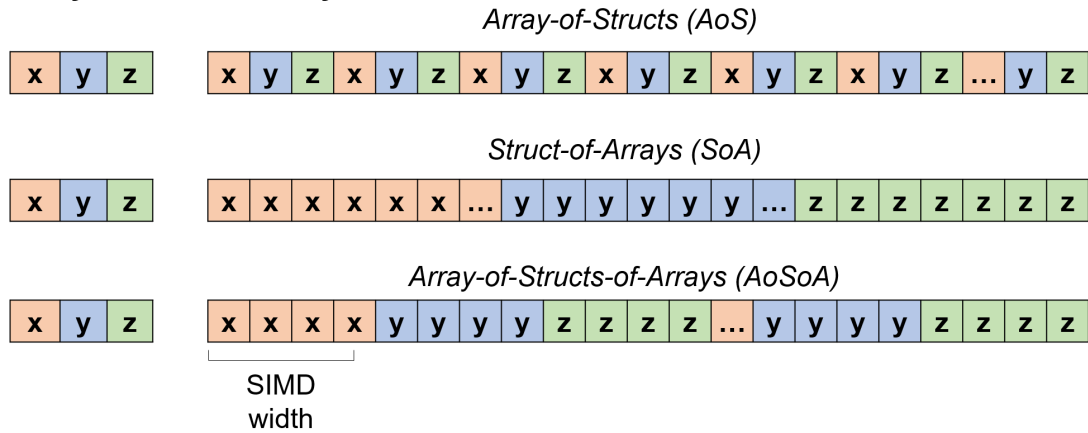 Array-of-Structs (AoS)
x y z x y z x y z x y z x y z x y z x y z ... y z
Struct-of-Arrays (SoA)
x y z x x x x x x ... y y y y y y ... z z z z z z z
Array-of-Structs-of-Arrays (AoSoA)
x y z x x x x y y y y z z z z ... y y y y z z z z
SIMD
width